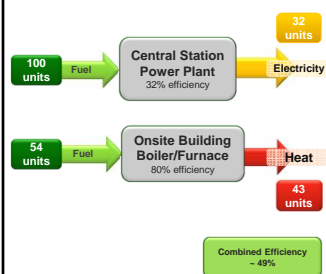 32
units
100
units
Fuel
Central Station
Power Plant
32% efficiency
Electricity
54
units
Fuel
Onsite Building
Boiler/Furnace
80% efficiency
Heat
43
units
Combined Efficiency
~ 49%